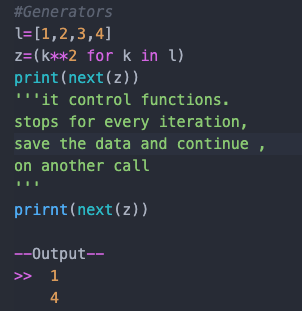 #Generators
l=[1,2,3,4]
z=(k**2 for k in l)
print(next(z))
'''it control functions.
stops for every iteration,
save the data and continue ,
on another call
'''
prirnt(next(z))
--Output--
>>  1
    4